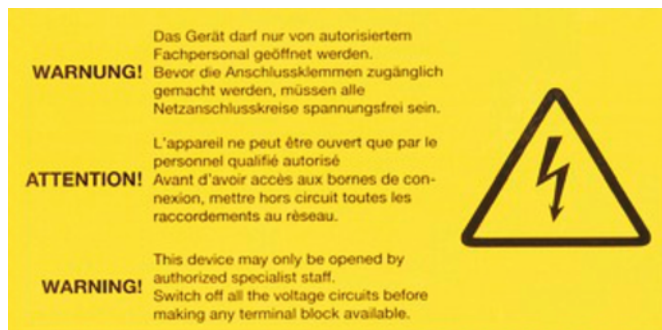 WARNUNG!
Das Gerät darf nur von autorisiertem
Fachpersonal geöffnet werden.
Bevor die Anschlussklemmen zugänglich
gemacht werden, müssen alle
Netzanschlusskreise spannungsfrei sein.
ATTENTION!
L'appareil ne peut être ouvert que par le
personnel qualifié autorisé
Avant d'avoir accès aux bornes de con-
nexion, mettre hors circuit toutes les
raccordements au rèseau.
WARNING!
This device may only be opened by
authorized specialist staff.
Switch off all the voltage circuits before
making any terminal block available.